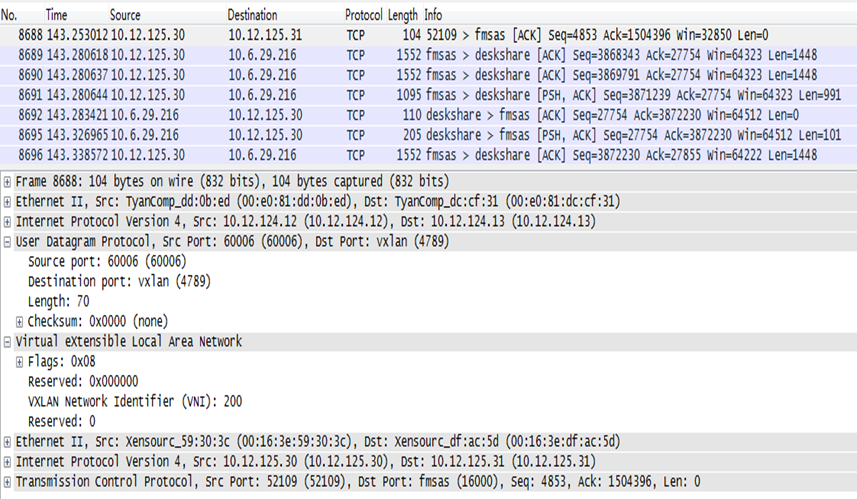 No. Time Source Destination Protocol Length Info
8688 143.253012 10.12.125.30 10.12.125.31 TCP 104 52109 > fmsas [ACK] Seq=4853 Ack=1504396 Win=32850 Len=0
8689 143.280618 10.12.125.30 10.6.29.216 TCP 1552 fmsas > deskshare [ACK] Seq=3868343 Ack=27754 Win=64323 Len=1448
8690 143.280637 10.12.125.30 10.6.29.216 TCP 1552 fmsas > deskshare [ACK] Seq=3869791 Ack=27754 Win=64323 Len=1448
8691 143.280644 10.12.125.30 10.6.29.216 TCP 1095 fmsas > deskshare [PSH, ACK] Seq=3871239 Ack=27754 Win=64323 Len=991
8692 143.283421 10.6.29.216 10.12.125.30 TCP 110 deskshare > fmsas [ACK] Seq=27754 Ack=3872230 Win=64512 Len=0
8695 143.326965 10.6.29.216 10.12.125.30 TCP 205 deskshare > fmsas [PSH, ACK] Seq=27754 Ack=3872230 Win=64512 Len=101
8696 143.338572 10.12.125.30 10.6.29.216 TCP 1552 fmsas > deskshare [ACK] Seq=3872230 Ack=27855 Win=64222 Len=1448
Frame 8688: 104 bytes on wire (832 bits), 104 bytes captured (832 bits)
Ethernet II, Src: TyanComp_dd:0b:ed (00:e0:81:dd:0b:ed), Dst: TyanComp_dc:cf:31 (00:e0:81:dc:cf:31)
Internet Protocol Version 4, Src: 10.12.124.12 (10.12.124.12), Dst: 10.12.124.13 (10.12.124.13)
User Datagram Protocol, Src Port: 60006 (60006), Dst Port: vxlan (4789)
Source port: 60006 (60006)
Destination port: vxlan (4789)
Length: 70
Checksum: 0x0000 (none)
Virtual eXtensible Local Area Network
Flags: 0x08
Reserved: 0x000000
VXLAN Network Identifier (VNI): 200
Reserved: 0
Ethernet II, Src: Xensourc_59:30:3c (00:16:3e:59:30:3c), Dst: Xensourc_df:ac:5d (00:16:3e:df:ac:5d)
Internet Protocol Version 4, Src: 10.12.125.30 (10.12.125.30), Dst: 10.12.125.31 (10.12.125.31)
Transmission Control Protocol, Src Port: 52109 (52109), Dst Port: fmsas (16000), Seq: 4853, Ack: 1504396, Len: 0